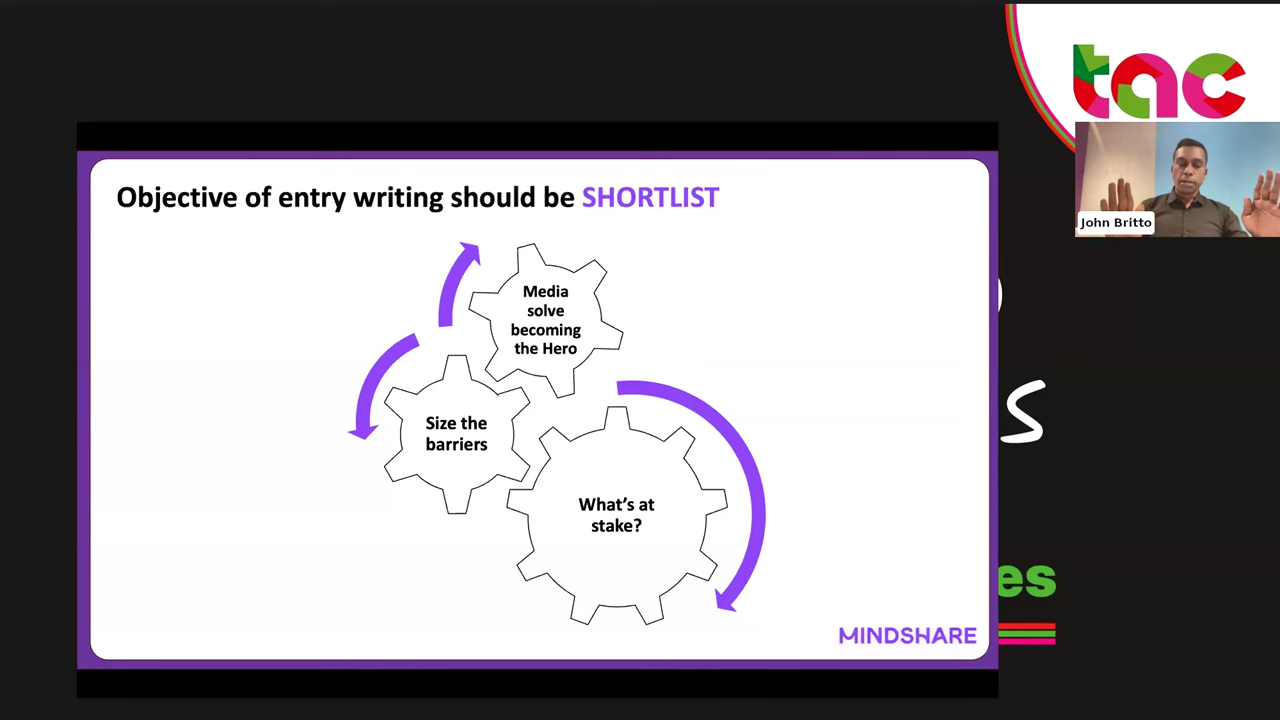 tac
John Britto
Objective of entry writing should be SHORTLIST
Media
solve
becoming
the Hero
Size the
barriers
What's at
stake?
MINDSHARE
s
es